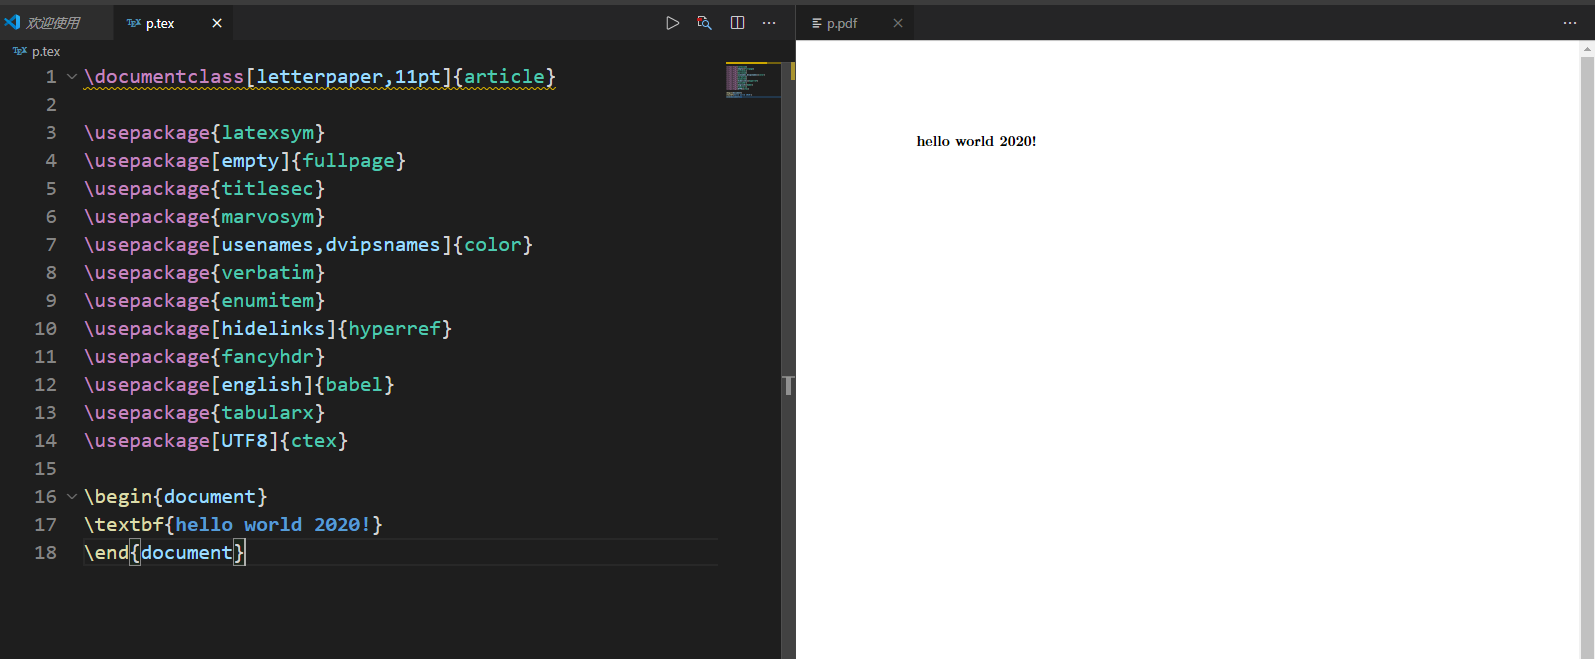 欢迎使用
TEX p.tex
p.pdf
TEX p.tex
1 \documentclass[letterpaper,11pt]{article}
2
3 \usepackage{latexsym}
4 \usepackage[empty]{fullpage}
5 \usepackage{titlesec}
6 \usepackage{marvosym}
7 \usepackage[usenames,dvipsnames]{color}
8 \usepackage{verbatim}
9 \usepackage{enumitem}
10 \usepackage[hidelinks]{hyperref}
11 \usepackage{fancyhdr}
12 \usepackage[english]{babel}
13 \usepackage{tabularx}
14 \usepackage[UTF8]{ctex}
15
16 \begin{document}
17 \textbf{hello world 2020!}
18 \end{document}
hello world 2020!